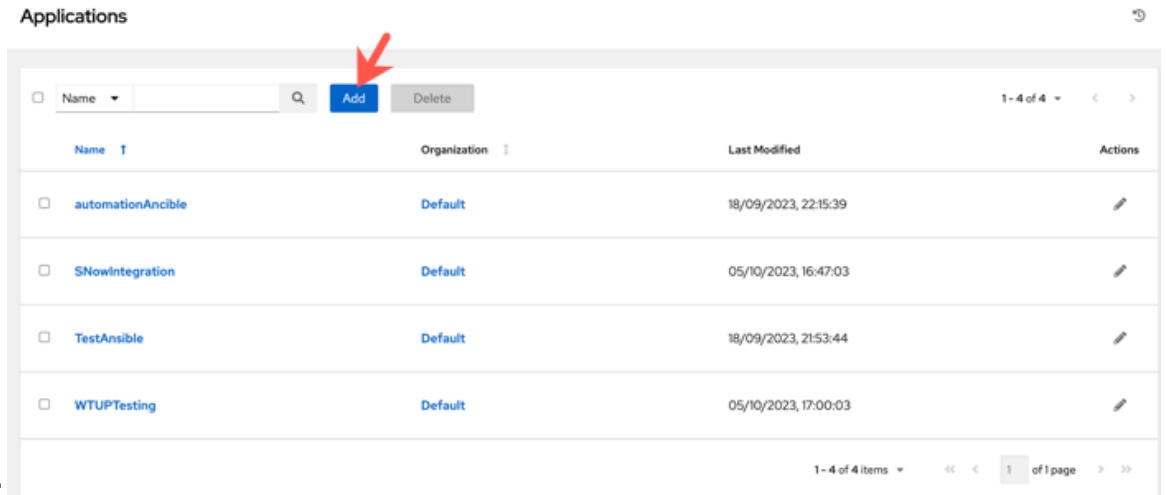 Applications
Name Add Delete 1 - 4 of 4
Name Organization Last Modified Actions
automationAncible Default 18/09/2023, 22:15:39
SNowIntegration Default 05/10/2023, 16:47:03
TestAnsible Default 18/09/2023, 21:53:44
WTUPTesting Default 05/10/2023, 17:00:03
1 - 4 of 4 items 1 of 1 page